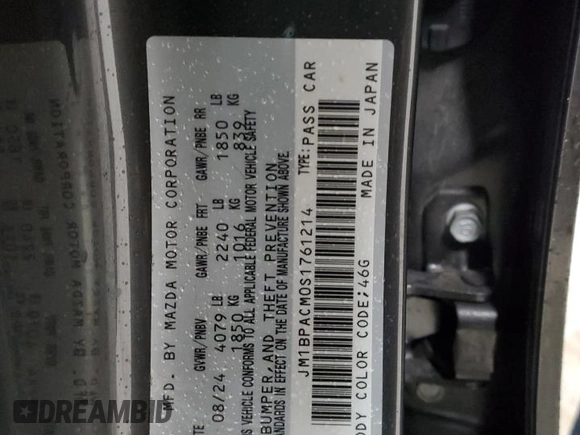 MFD. BY MAZDA MOTOR CORPORATION
ATE GVWR/PNBV GAWR/PNBE FRT GAWR/PNBE RR
08/24, 4079 LB 2240 LB 1850 LB
1850 KG 1016 KG 839 KG
S VEHICLE CONFORMS TO ALL APPLICABLE FEDERAL MOTOR VEHICLE SAFETY
BUMPER, AND THEFT PREVENTION
NDARDS IN EFFECT ON THE DATE OF MANUFACTURE SHOWN ABOVE.
JM1BPACM0S1761214 TYPE: PASS CAR
ODY COLOR CODE; 46G MADE IN JAPAN
DREAMBID